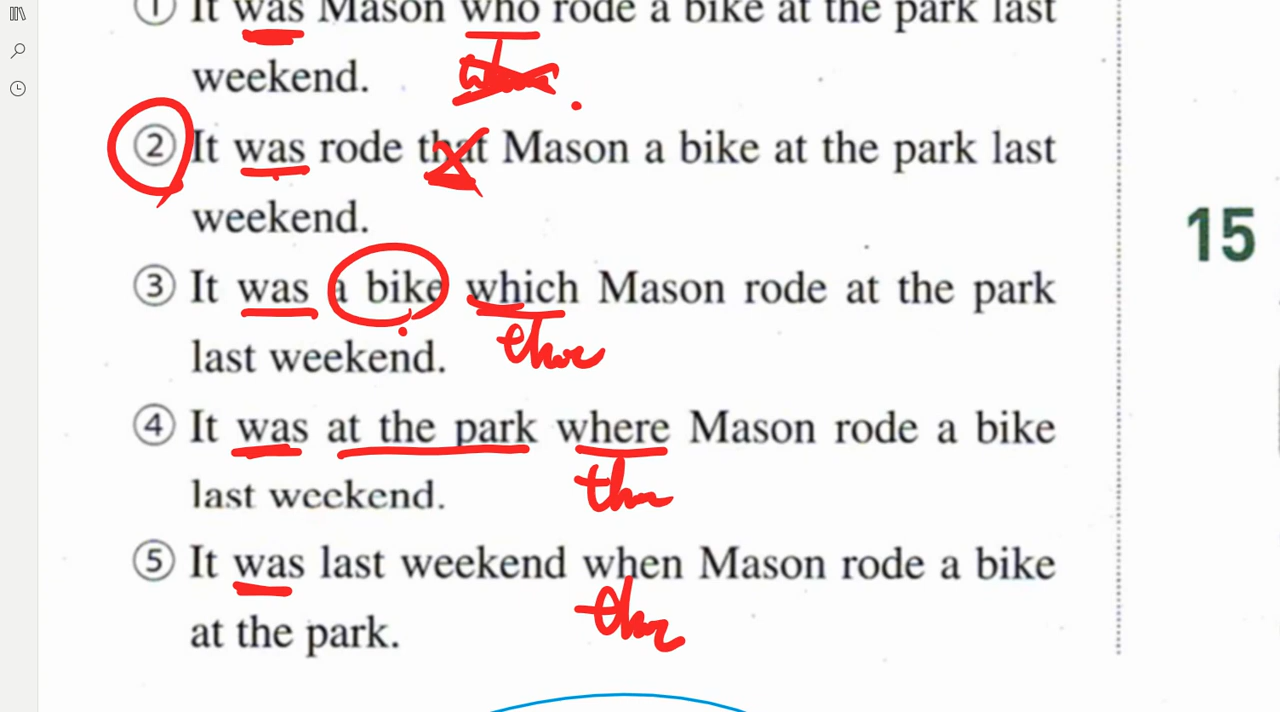 ① It was Mason who rode a bike at the park last
weekend.
② It was rode that Mason a bike at the park last
weekend.
③ It was a bike which Mason rode at the park
last weekend.
④ It was at the park where Mason rode a bike
last weekend.
⑤ It was last weekend when Mason rode a bike
at the park.
15